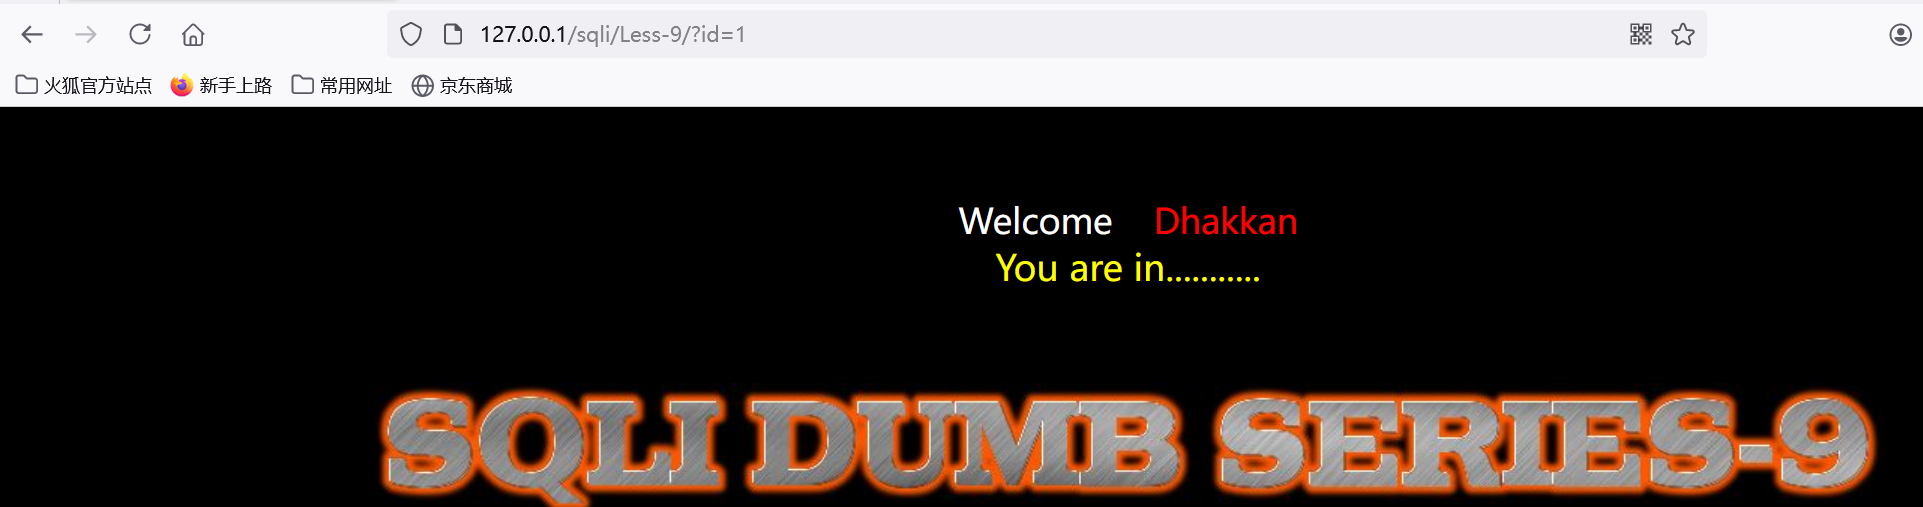 127.0.0.1/sqli/Less-9/?id=1
火狐官方站点 新手上路 常用网址 京东商城
Welcome Dhakkan
You are in...........
SQLI DUMB SERIES-9